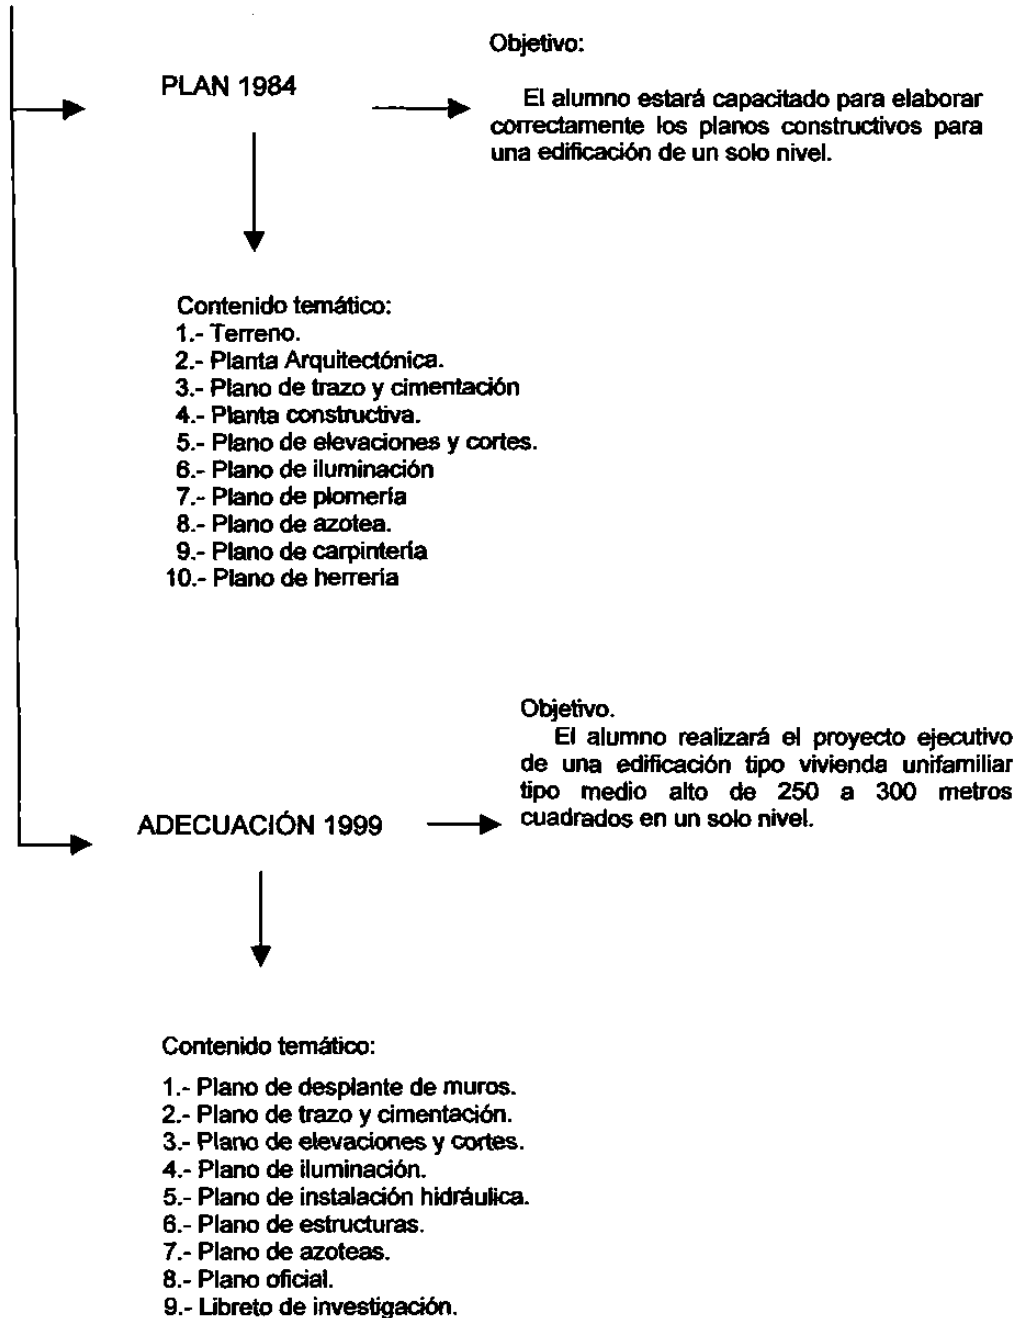 Objetivo:
PLAN 1984
El alumno estará capacitado para elaborar
correctamente los planos constructivos para
una edificación de un solo nivel.
Contenido temático:
1.- Terreno.
2.- Planta Arquitectónica.
3.- Plano de trazo y cimentación
4.- Planta constructiva.
5.- Plano de elevaciones y cortes.
6.- Plano de iluminación
7.- Plano de plomería
8.- Plano de azotea.
9.- Plano de carpintería
10.- Plano de herrería
Objetivo.
El alumno realizará el proyecto ejecutivo
de una edificación tipo vivienda unifamiliar
tipo medio alto de 250 a 300 metros
cuadrados en un solo nivel.
ADECUACIÓN 1999
Contenido temático:
1.- Plano de desplante de muros.
2.- Plano de trazo y cimentación.
3.- Plano de elevaciones y cortes.
4.- Plano de iluminación.
5.- Plano de instalación hidráulica.
6.- Plano de estructuras.
7.- Plano de azoteas.
8.- Plano oficial.
9.- Libreto de investigación.